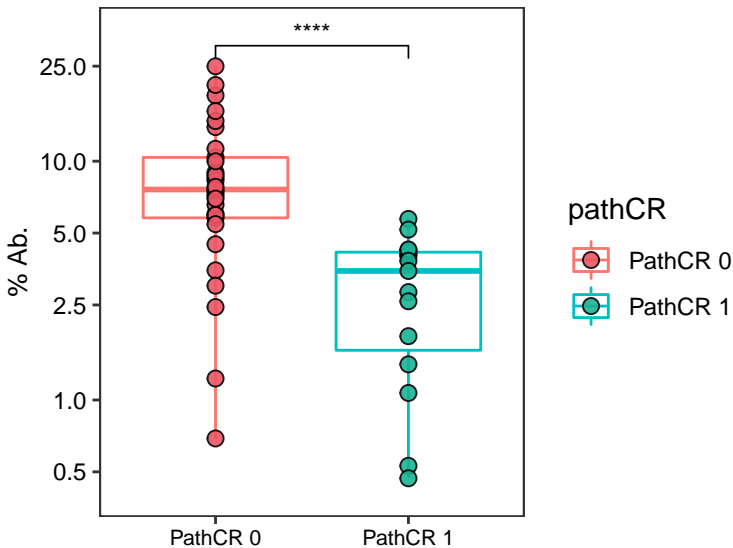 ****
25.0
10.0
5.0
2.5
1.0
0.5
% Ab.
PathCR 0
PathCR 1
pathCR
PathCR 0
PathCR 1